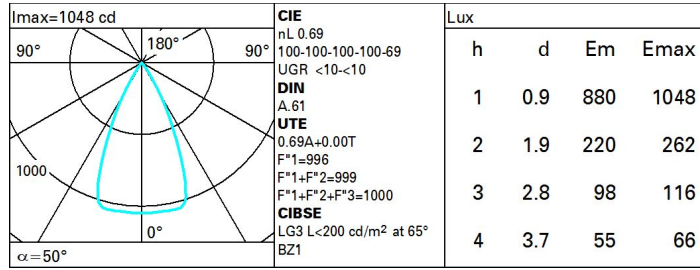 Imax=1048 cd
90°
180°
90°
1000
0°
α=50°
CIE
nL 0.69
100-100-100-100-69
UGR <10-<10
DIN
A.61
UTE
0.69A+0.00T
F"1=996
F"1+F"2=999
F"1+F"2+F"3=1000
CIBSE
LG3 L<200 cd/m² at 65°
BZ1
Lux
h d Em Emax
1 0.9 880 1048
2 1.9 220 262
3 2.8 98 116
4 3.7 55 66